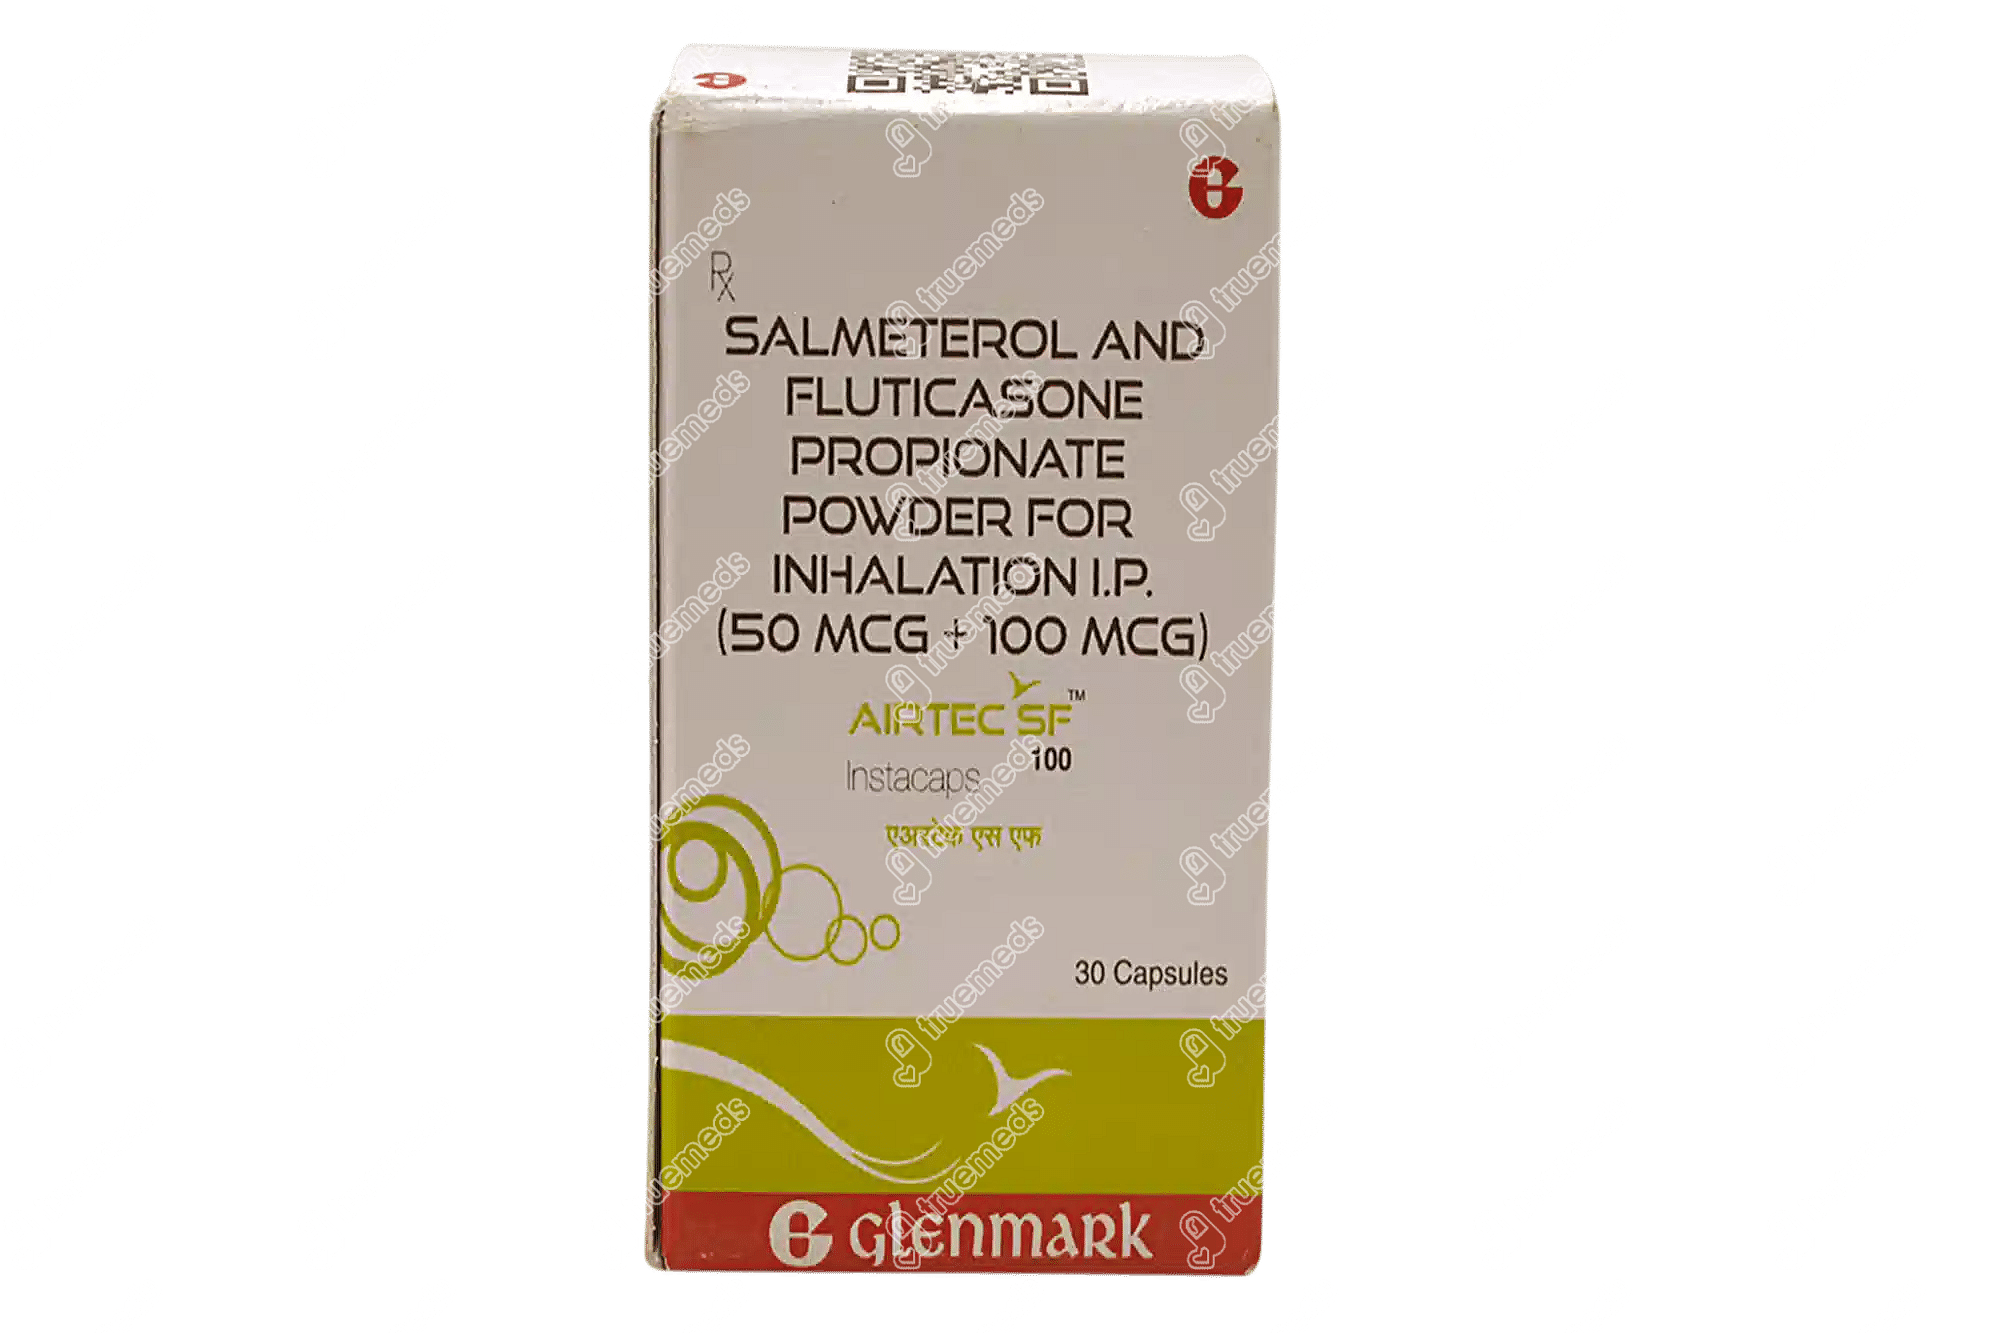 Rx
SALMETEROL AND
FLUTICASONE
PROPIONATE
POWDER FOR
INHALATION I.P.
(50 MCG + 100 MCG)
AIRTEC SF™
Instacaps 100
एअरटेक एस एफ
30 Capsules
Glenmark
truemeds